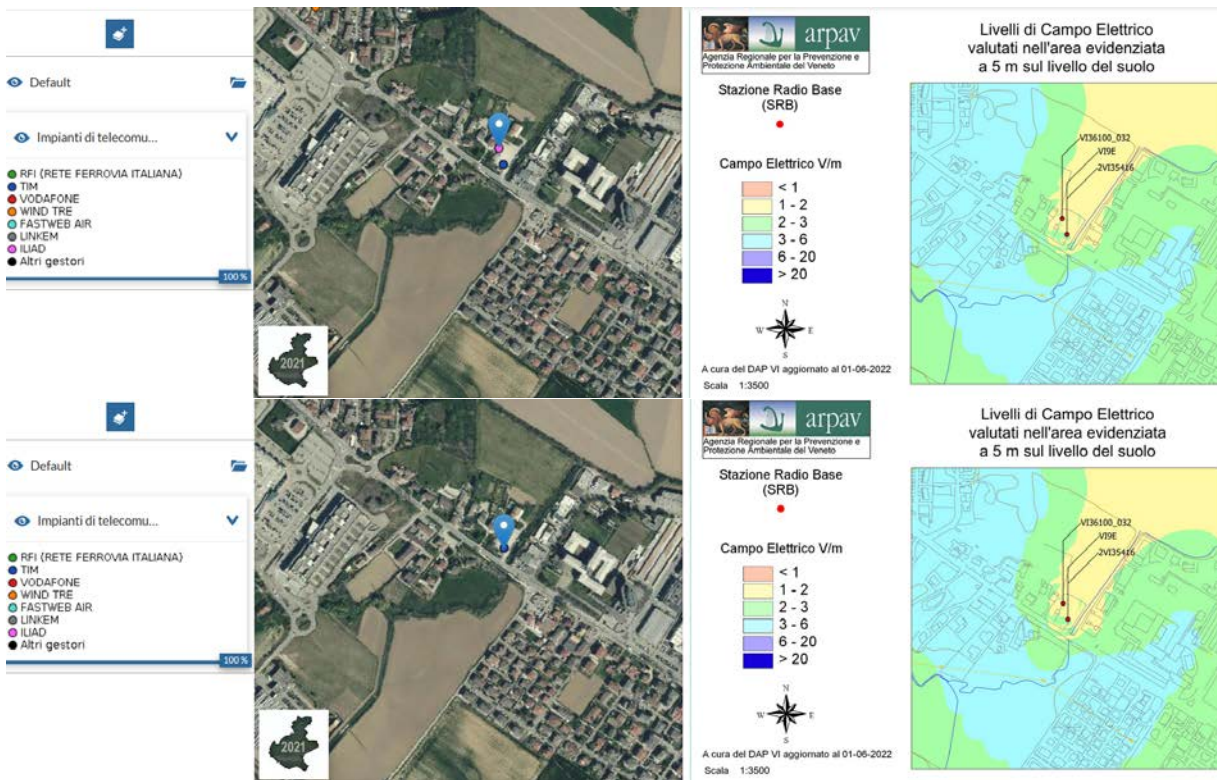 Default
Impianti di telecomu...
RFI (RETE FERROVIA ITALIANA)
TIM
VODAFONE
WIND TRE
FASTWEB AIR
LINKEM
ILIAD
Altri gestori
100 %
2021
arpav
Agenzia Regionale per la Prevenzione e
Protezione Ambientale del Veneto
Stazione Radio Base
(SRB)
Campo Elettrico V/m
< 1
1 - 2
2 - 3
3 - 6
6 - 20
> 20
N
W E
S
A cura del DAP VI aggiornato al 01-06-2022
Scala 1:3500
Livelli di Campo Elettrico
valutati nell'area evidenziata
a 5 m sul livello del suolo
VI36100_032
VI9E
2VI35416
Default
Impianti di telecomu...
RFI (RETE FERROVIA ITALIANA)
TIM
VODAFONE
WIND TRE
FASTWEB AIR
LINKEM
ILIAD
Altri gestori
100 %
2021
arpav
Agenzia Regionale per la Prevenzione e
Protezione Ambientale del Veneto
Stazione Radio Base
(SRB)
Campo Elettrico V/m
< 1
1 - 2
2 - 3
3 - 6
6 - 20
> 20
N
W E
S
A cura del DAP VI aggiornato al 01-06-2022
Scala 1:3500
Livelli di Campo Elettrico
valutati nell'area evidenziata
a 5 m sul livello del suolo
VI36100_032
VI9E
2VI35416